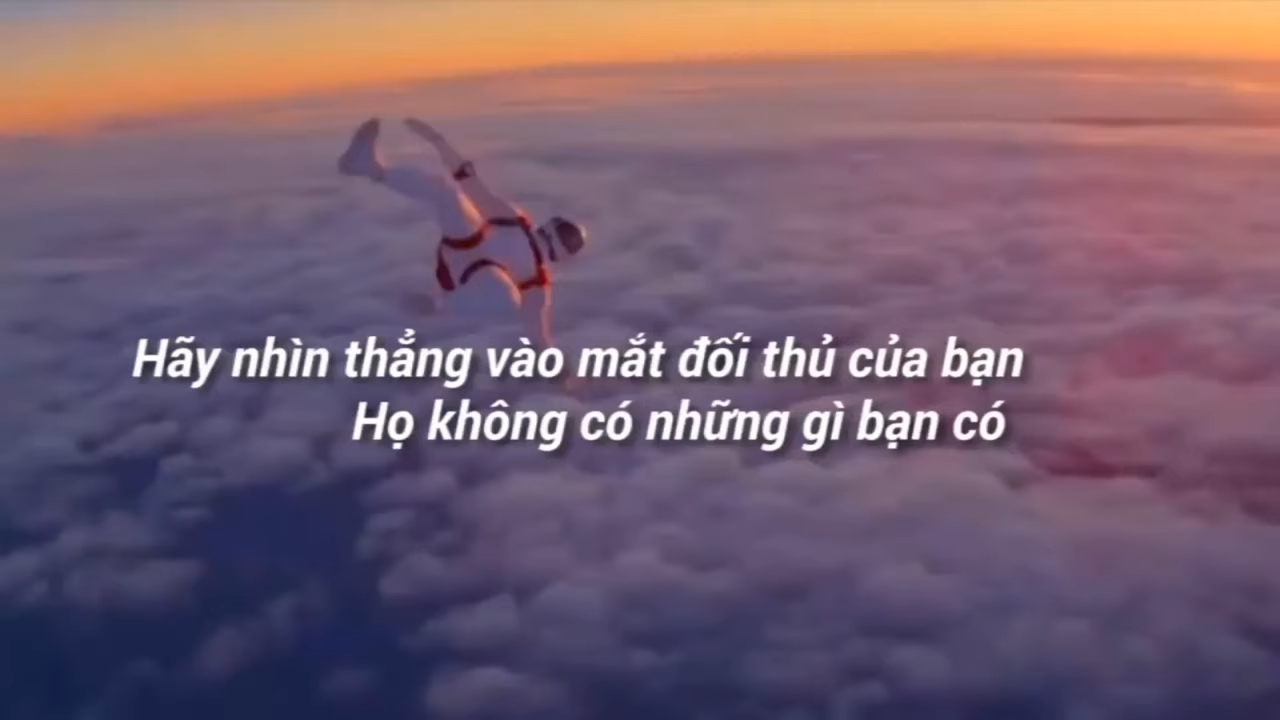 Hãy nhìn thẳng vào mắt đối thủ của bạn
Họ không có những gì bạn có